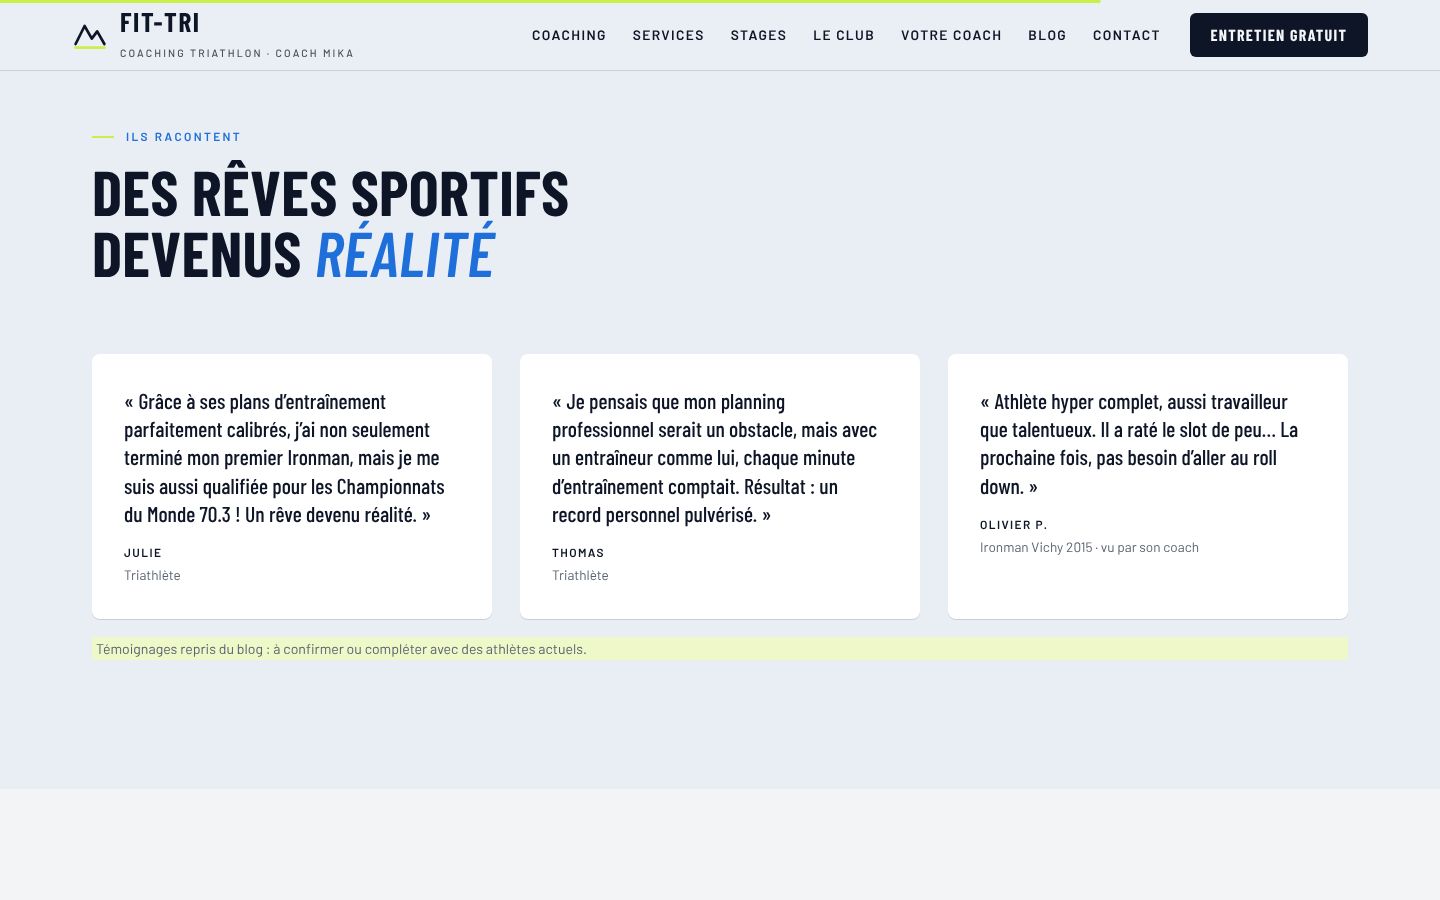 FIT-TRI
COACHING TRIATHLON · COACH MIKA
COACHING
SERVICES
STAGES
LE CLUB
VOTRE COACH
BLOG
CONTACT
ENTRETIEN GRATUIT
ILS RACONTENT
DES RÊVES SPORTIFS
DEVENUS RÉALITÉ
« Grâce à ses plans d’entraînement
parfaitement calibrés, j’ai non seulement
terminé mon premier Ironman, mais je me
suis aussi qualifiée pour les Championnats
du Monde 70.3 ! Un rêve devenu réalité. »
JULIE
Triathlète
« Je pensais que mon planning
professionnel serait un obstacle, mais avec
un entraîneur comme lui, chaque minute
d’entraînement comptait. Résultat : un
record personnel pulvérisé. »
THOMAS
Triathlète
« Athlète hyper complet, aussi travailleur
que talentueux. Il a raté le slot de peu… La
prochaine fois, pas besoin d’aller au roll
down. »
OLIVIER P.
Ironman Vichy 2015 · vu par son coach
Témoignages repris du blog : à confirmer ou compléter avec des athlètes actuels.